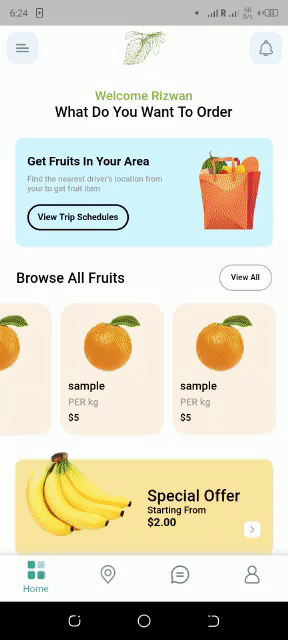 6:24
R
60
B/s
31
Welcome Rizwan
What Do You Want To Order
Get Fruits In Your Area
Find the nearest driver's location from
your to get fruit item
View Trip Schedules
Browse All Fruits
View All
sample
PER kg
$5
sample
PER kg
$5
Special Offer
Starting From
$2.00
Home